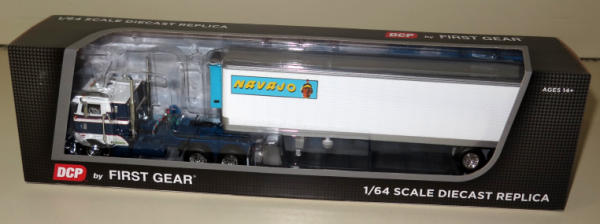 1/64 SCALE DIECAST REPLICA
DCP by FIRST GEAR
NAVAJO
AGES 14+
DCP by FIRST GEAR®
1/64 SCALE DIECAST REPLICA